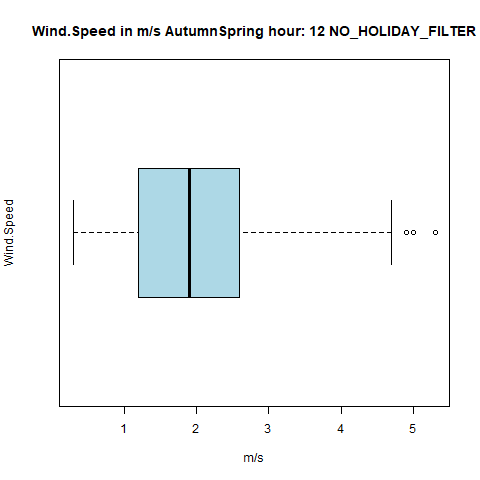 Wind.Speed in m/s AutumnSpring hour: 12 NO_HOLIDAY_FILTER
Wind.Speed
1 2 3 4 5
m/s